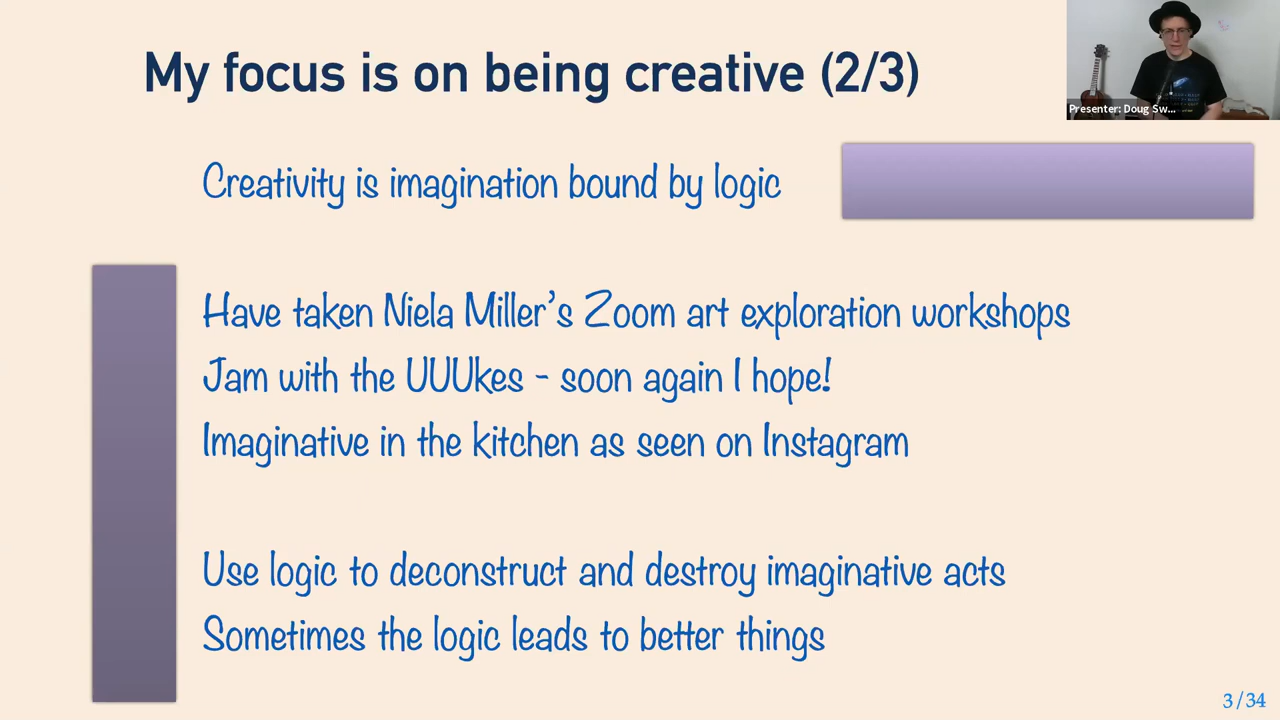 My focus is on being creative (2/3)
Presenter: Doug Sw...
Creativity is imagination bound by logic
Have taken Niela Miller's Zoom art exploration workshops
Jam with the UUUkes - soon again I hope!
Imaginative in the kitchen as seen on Instagram
Use logic to deconstruct and destroy imaginative acts
Sometimes the logic leads to better things
3/34